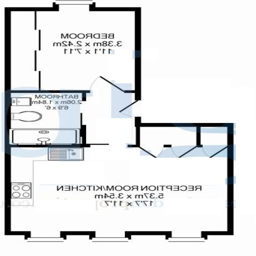 BEDROOM
3.38m x 2.42m
11'1 x 7'11
BATHROOM
2.06m x 1.84m
6'9 x 6'
RECEPTION ROOM/KITCHEN
5.37m x 3.54m
17'7 x 11'7